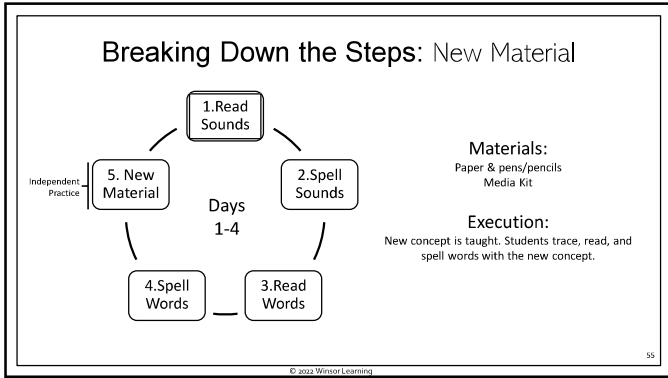 Breaking Down the Steps: New Material
1.Read
Sounds
2.Spell
Sounds
3.Read
Words
4.Spell
Words
5. New
Material
Independent
Practice
Days
1-4
Materials:
Paper & pens/pencils
Media Kit
Execution:
New concept is taught. Students trace, read, and
spell words with the new concept.
55
© 2022 Winsor Learning